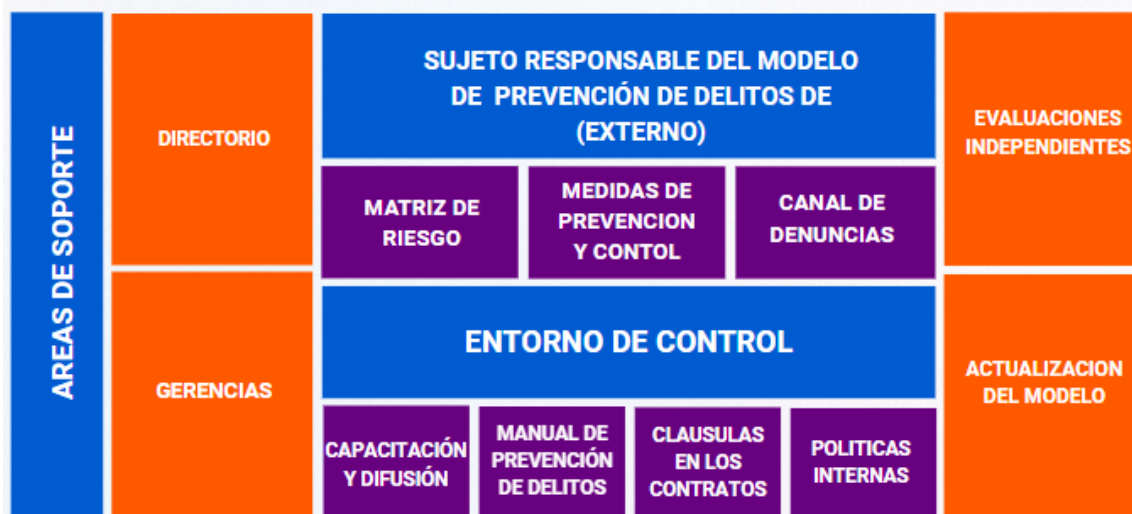 AREAS DE SOPORTE
DIRECTORIO
GERENCIAS
SUJETO RESPONSABLE DEL MODELO
DE PREVENCIÓN DE DELITOS DE
(EXTERNO)
MATRIZ DE
RIESGO
MEDIDAS DE
PREVENCION
Y CONTOL
CANAL DE
DENUNCIAS
ENTORNO DE CONTROL
CAPACITACIÓN
Y DIFUSIÓN
MANUAL DE
PREVENCIÓN
DE DELITOS
CLAUSULAS
EN LOS
CONTRATOS
POLITICAS
INTERNAS
EVALUACIONES
INDEPENDIENTES
ACTUALIZACION
DEL MODELO